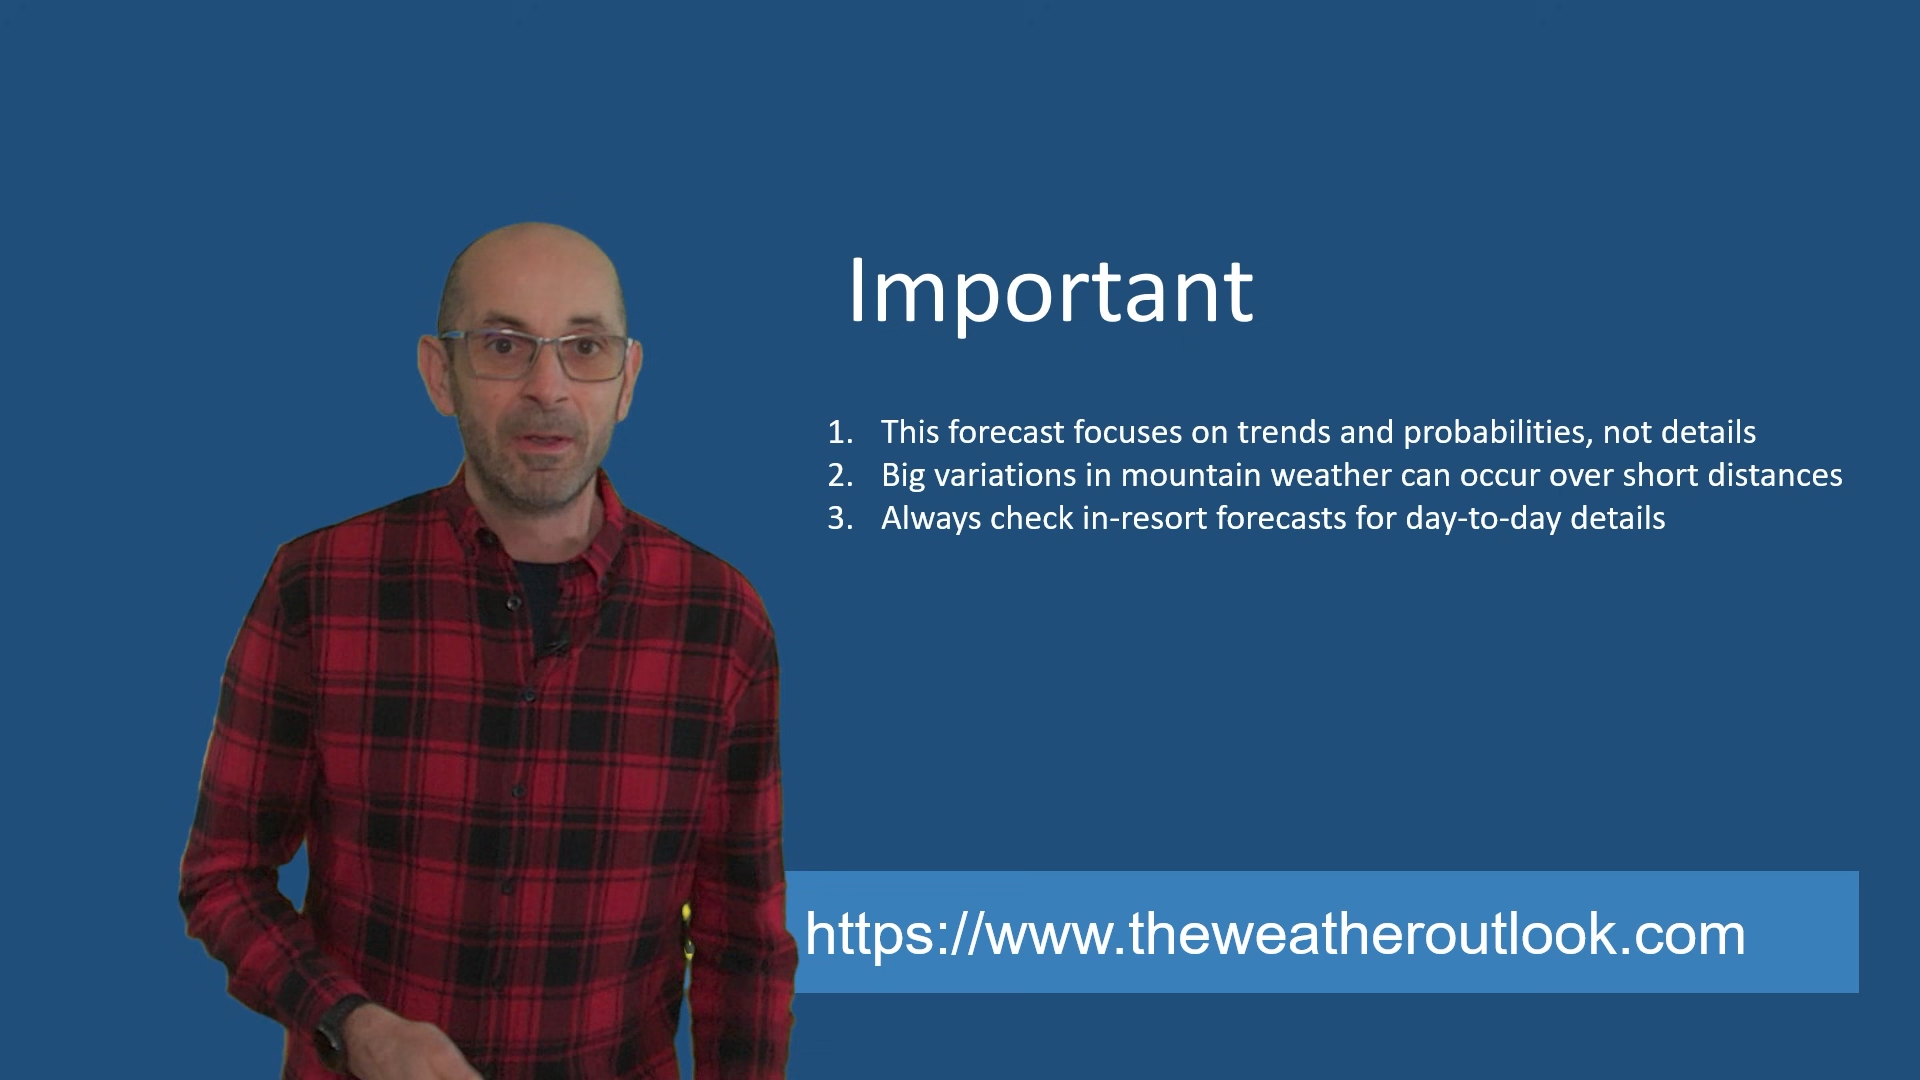 Important
1. This forecast focuses on trends and probabilities, not details
2. Big variations in mountain weather can occur over short distances
3. Always check in-resort forecasts for day-to-day details
https://www.theweatheroutlook.com